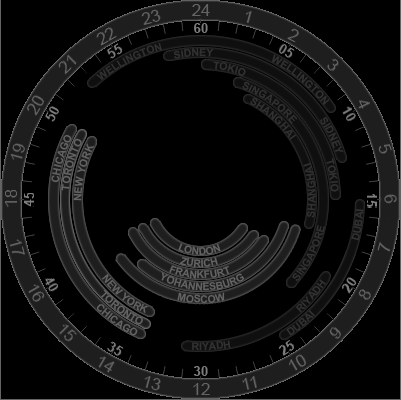 24
1
2
3
4
5
6
7
8
9
10
11
12
13
14
15
16
17
18
19
20
21
22
23
60
05
10
15
20
25
30
35
40
45
50
55
WELLINGTON
WELLINGTON
SiDNEY
SIDNEY
TOKIO
TOKIO
SINGAPORE
SINGAPORE
SHANGHAI
SHANGHAI
DUBAI
DUBAI
RIYADH
RIYADH
CHICAGO
TORONTO
NEW YORK
NEW YORK
TORONTO
CHICAGO
LONDON
ZURICH
FRANKFURT
YOHANNESBURG
MOSCOW